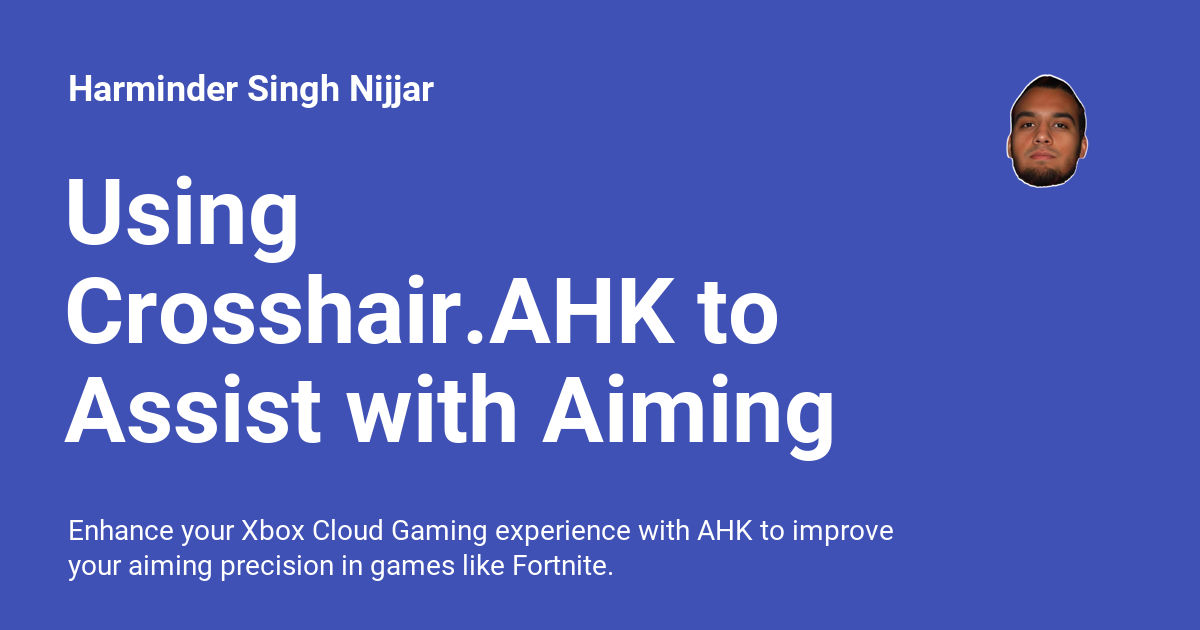 Harminder Singh Nijjar
Using
Crosshair.AHK to
Assist with Aiming
Enhance your Xbox Cloud Gaming experience with AHK to improve
your aiming precision in games like Fortnite.